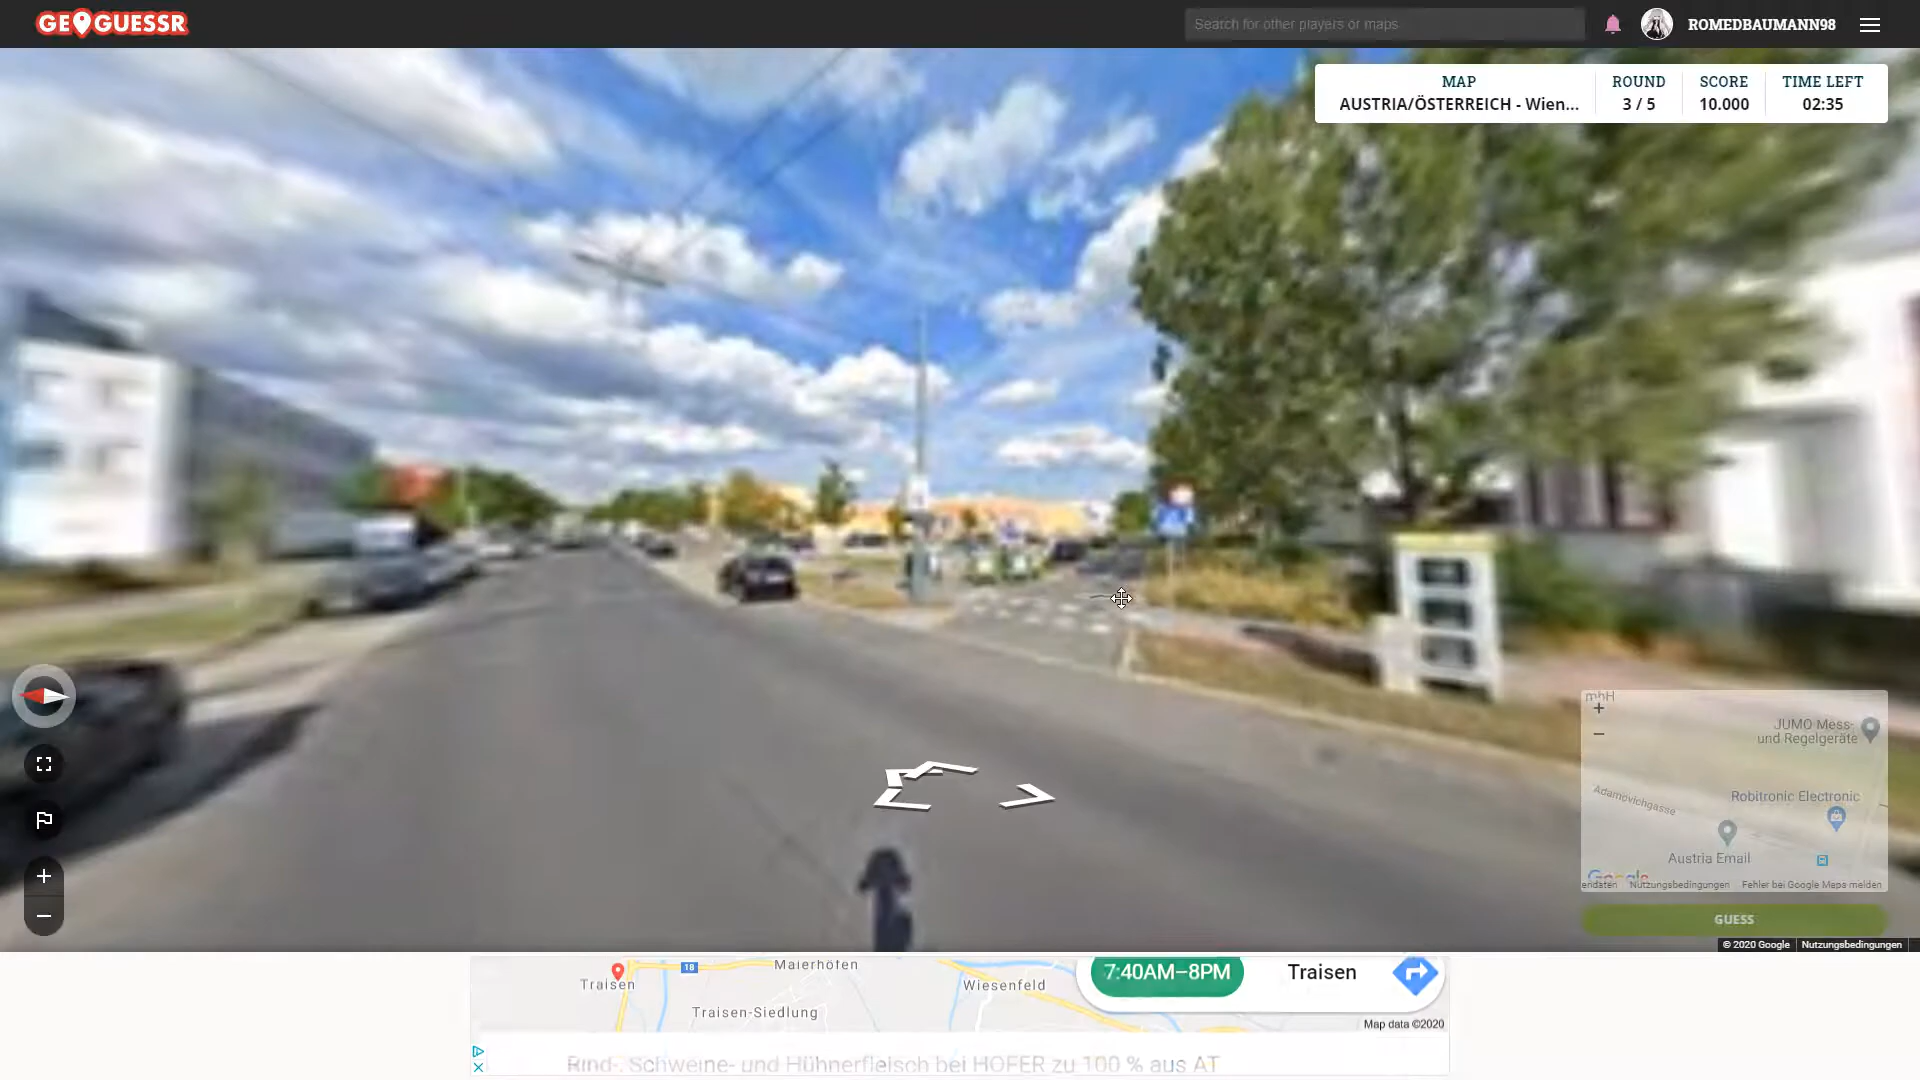 GEOGUESSR
Search for other players or maps
ROMEDBAUMANN98
MAP
AUSTRIA/ÖSTERREICH - Wien...
ROUND
3 / 5
SCORE
10.000
TIME LEFT
02:35
mbH
JUMO Mess-
und Regelgeräte
Adamovichgasse
Robitronic Electronic
Austria Email
Google
endaten Nutzungsbedingungen Fehler bei Google Maps melden
GUESS
© 2020 Google Nutzungsbedingungen
Traisen
18
Maierhöfen
Traisen-Siedlung
Wiesenfeld
7:40AM–8PM
Traisen
Map data ©2020
Rind-, Schweine- und Hühnerfleisch bei HOFER zu 100 % aus AT